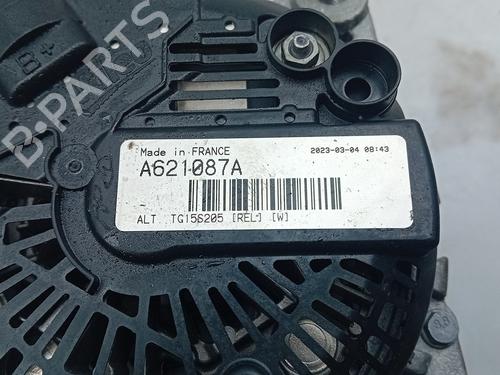 B-PARTS
B+
Made in FRANCE 2023-03-04 08:43
A621087A
ALT. TG15S205 [REL-] [W]